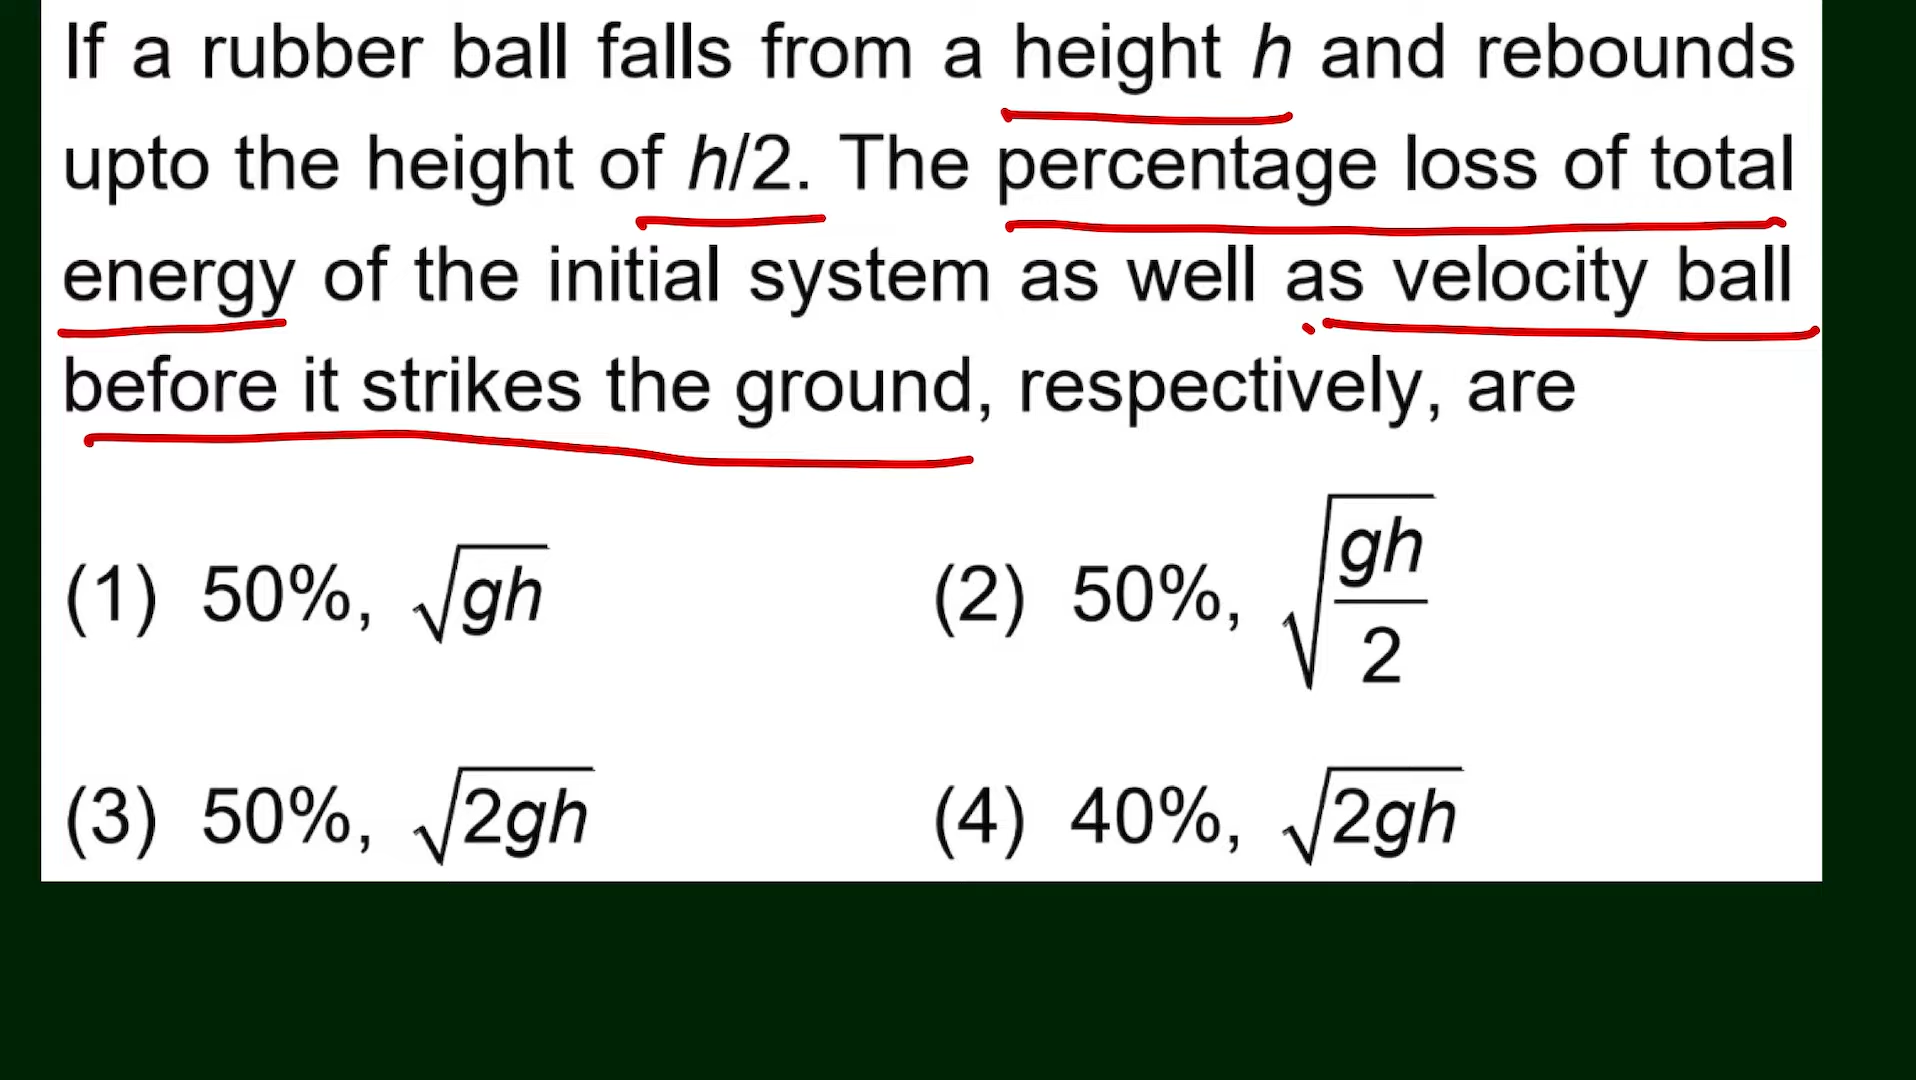 If a rubber ball falls from a height h and rebounds
upto the height of h/2. The percentage loss of total
energy of the initial system as well as velocity ball
before it strikes the ground, respectively, are
(1) 50%, √gh (2) 50%, √gh/2
(3) 50%, √2gh (4) 40%, √2gh